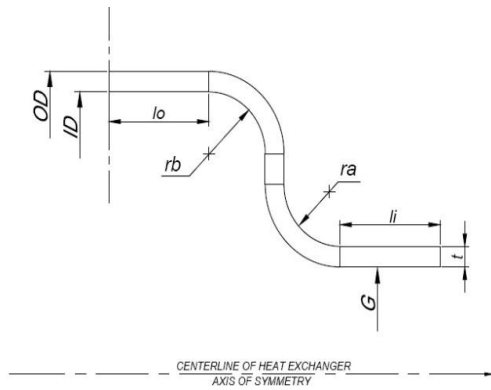 OD
ID
lo
rb
ra
li
t
G
CENTERLINE OF HEAT EXCHANGER
AXIS OF SYMMETRY